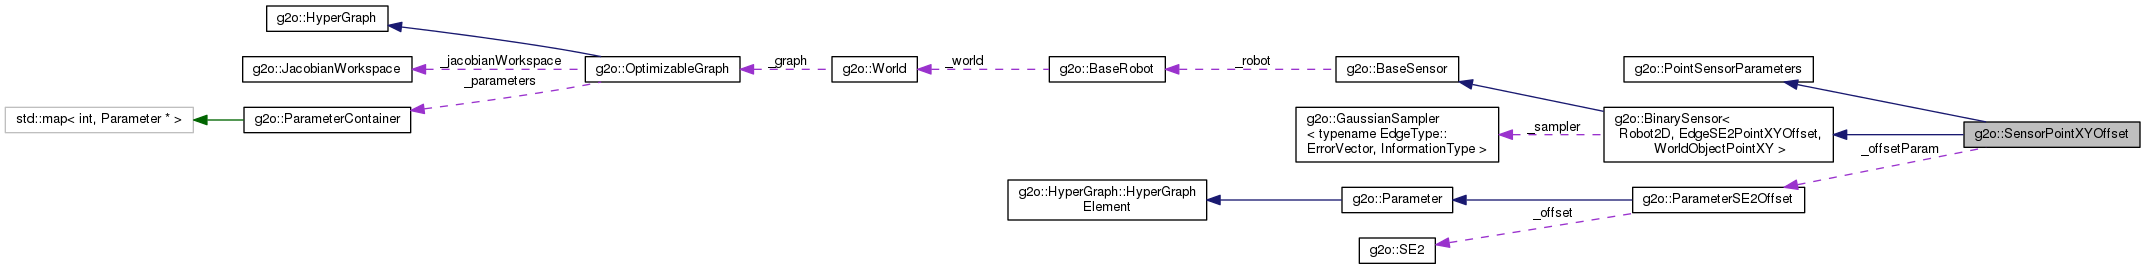 g2o::HyperGraph
g2o::JacobianWorkspace
_jacobianWorkspace
g2o::OptimizableGraph
_graph
g2o::World
_world
g2o::BaseRobot
_robot
g2o::BaseSensor
g2o::PointSensorParameters
_parameters
std::map< int, Parameter * >
g2o::ParameterContainer
g2o::GaussianSampler
< typename EdgeType::
ErrorVector, InformationType >
_sampler
g2o::BinarySensor<
Robot2D, EdgeSE2PointXYOffset,
WorldObjectPointXY >
g2o::SensorPointXYOffset
_offsetParam
g2o::HyperGraph::HyperGraph
Element
g2o::Parameter
g2o::ParameterSE2Offset
_offset
g2o::SE2